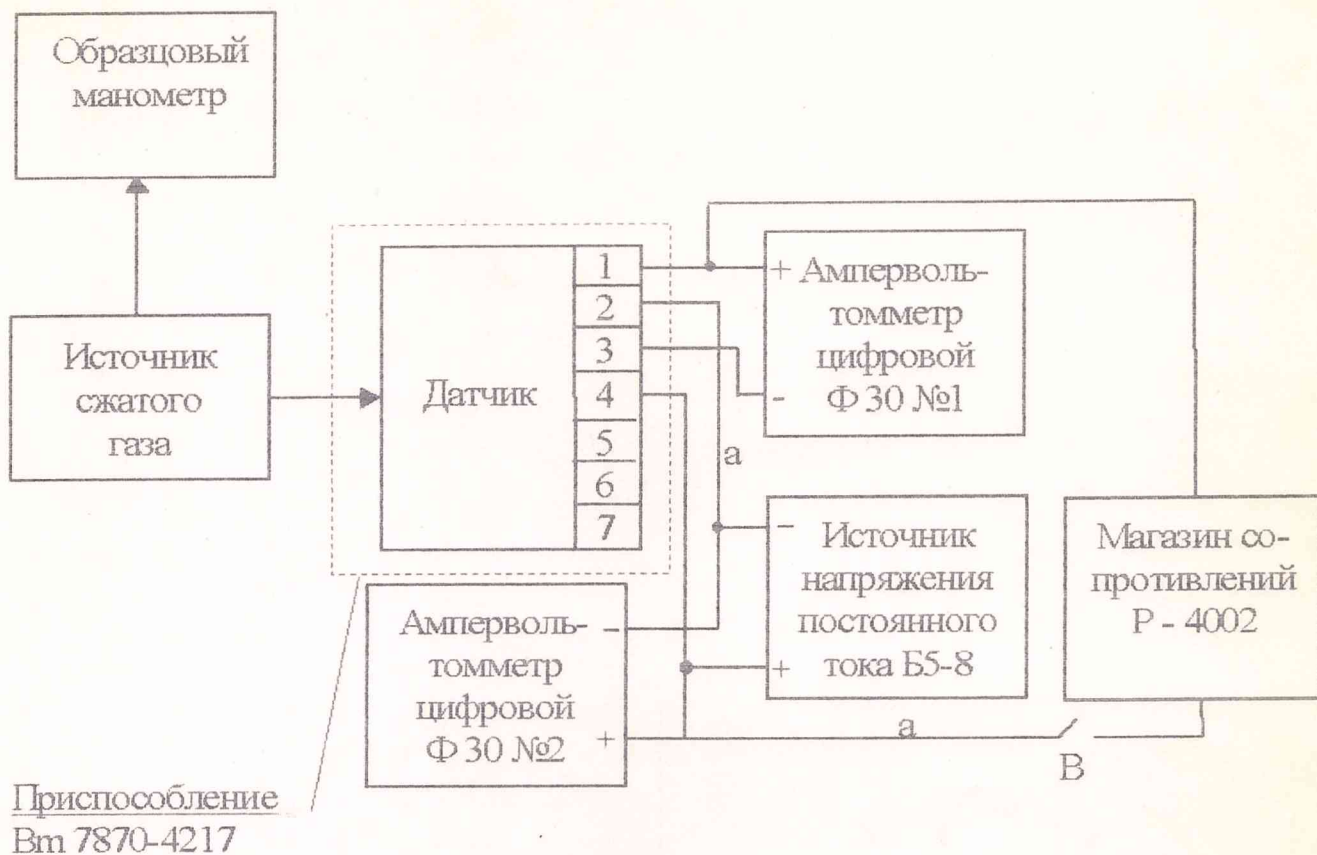 Образцовый
манометр
Источник
сжатого
газа
Датчик
1
2
3
4
5
6
7
+ Амперволь-
томметр
цифровой
Ф 30 №1
-
а
- Источник
напряжения
постоянного
+ тока Б5-8
Магазин со-
противлений
Р - 4002
Амперволь-
томметр
цифровой
Ф 30 №2 +
а
В
Приспособление
Вт 7870-4217